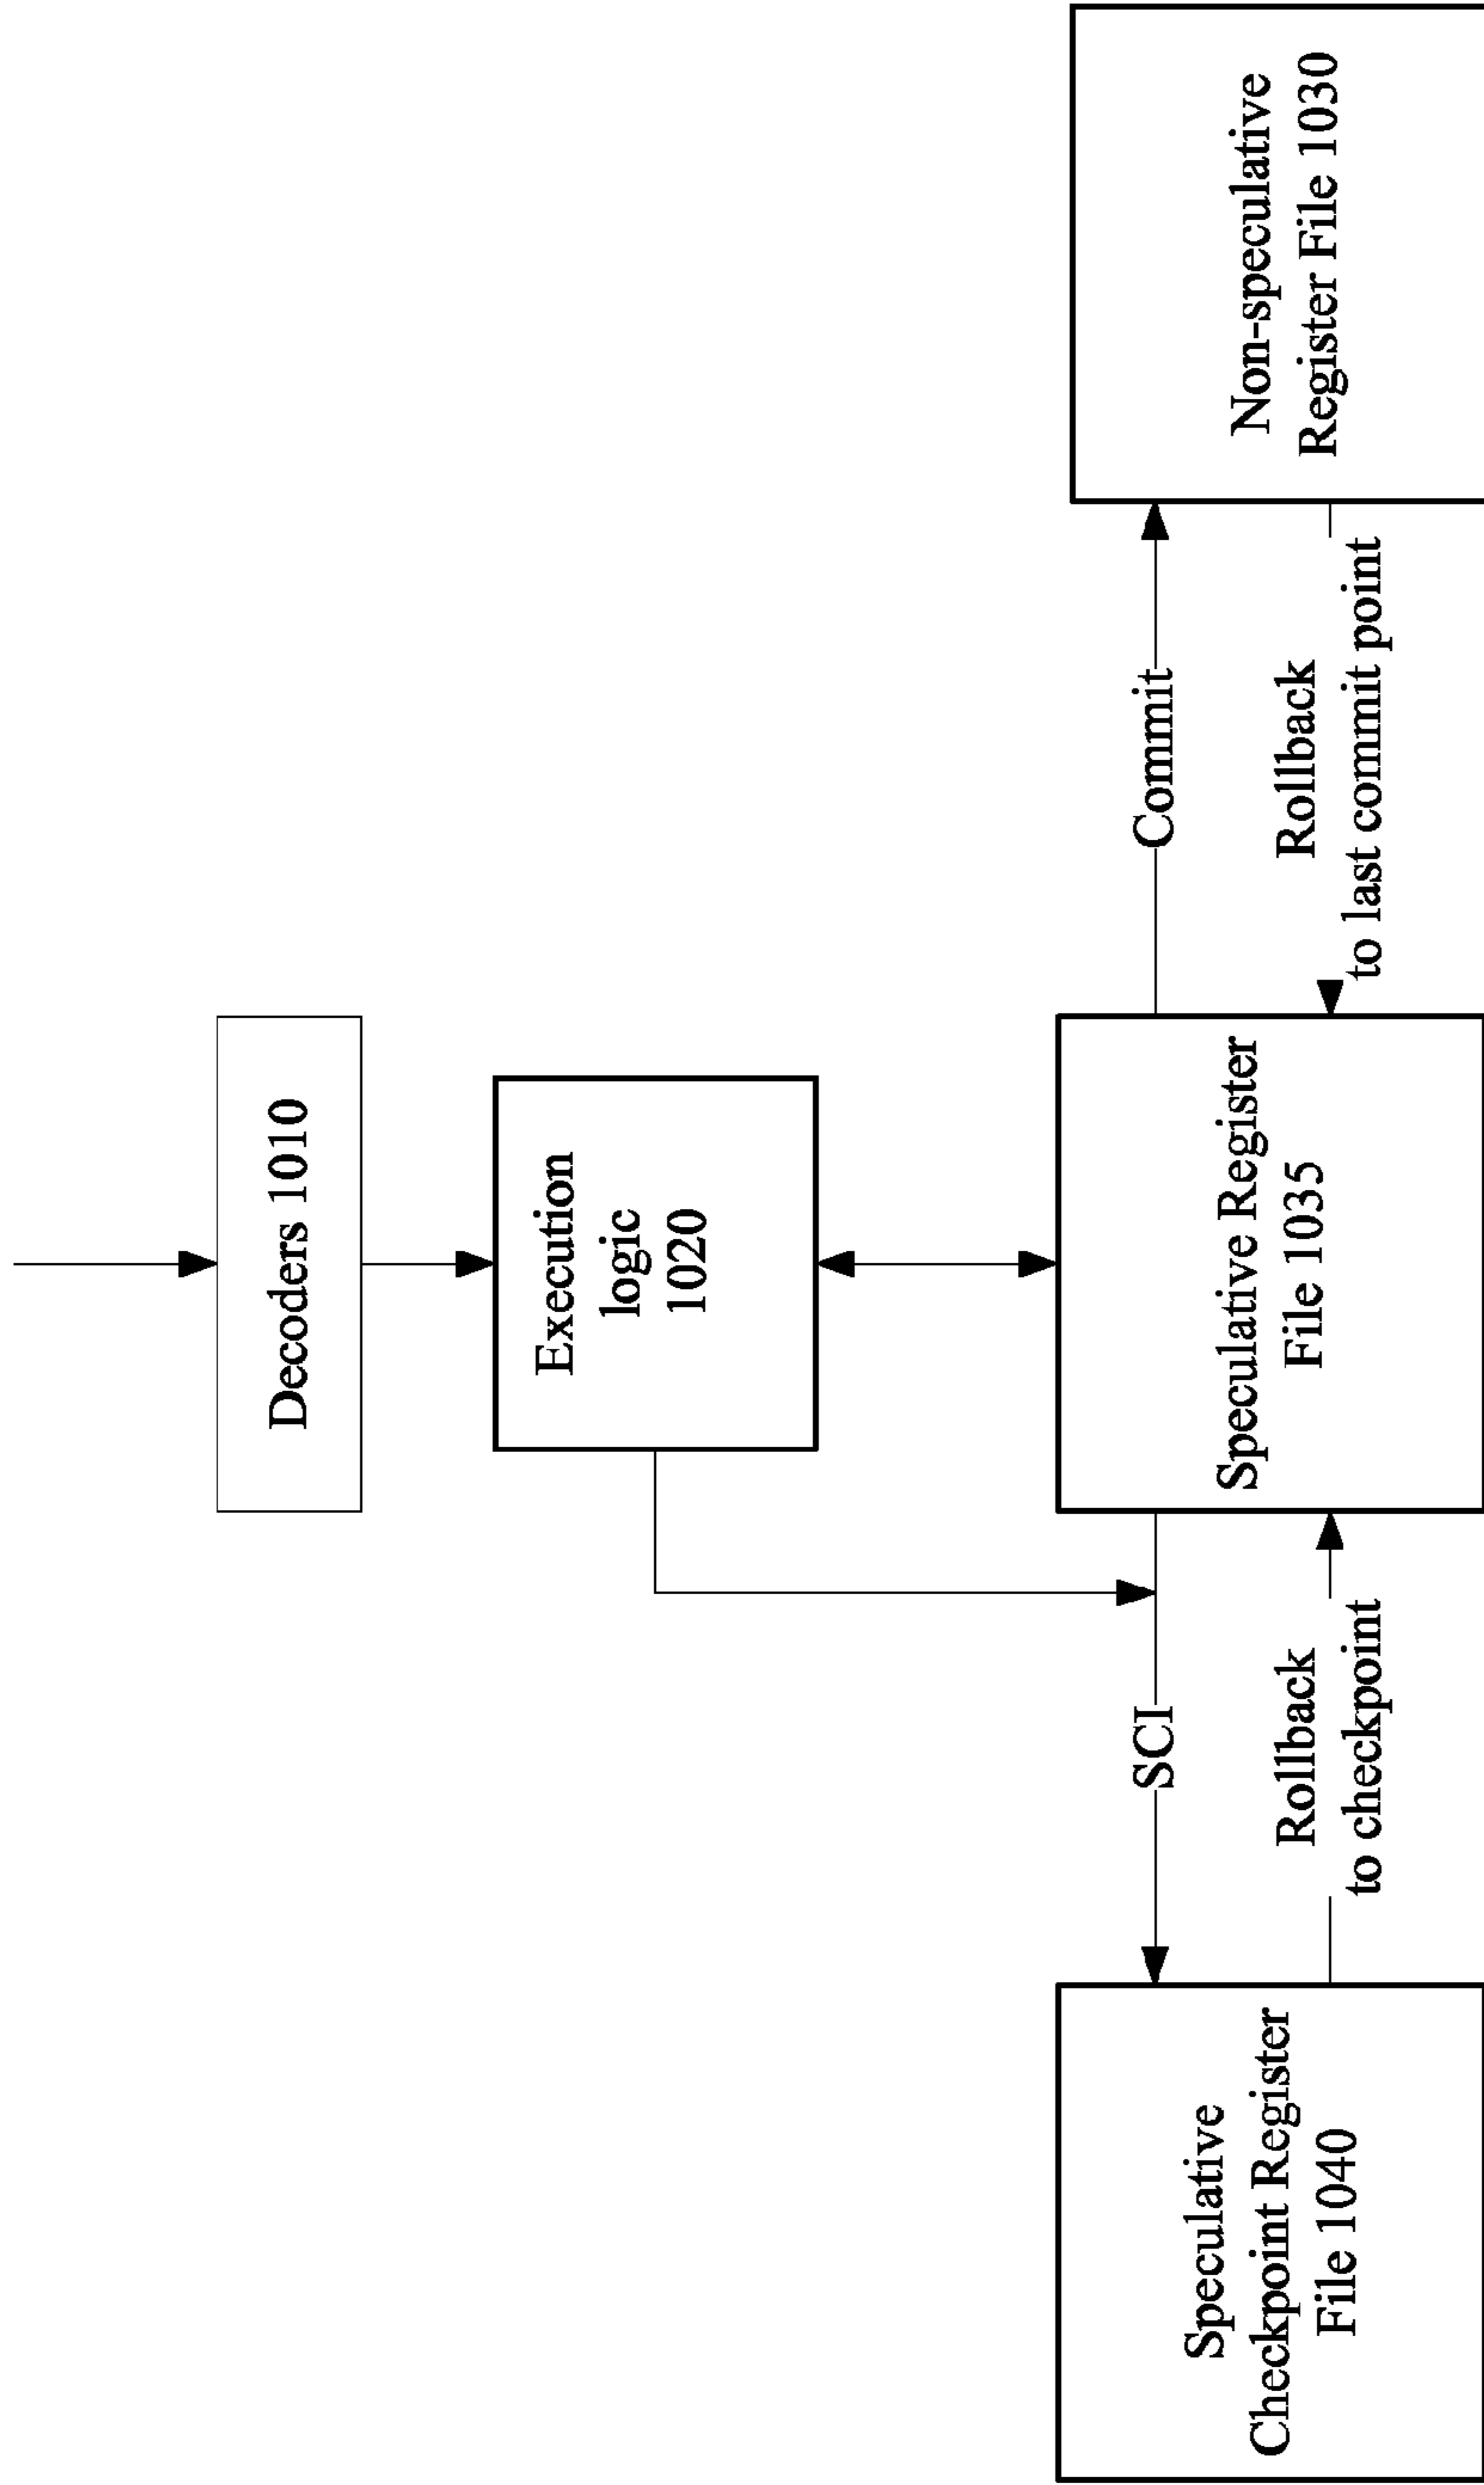 Decoders 1010
Execution
logic
1020
SCI
Commit
Speculative
Checkpoint Register
File 1040
Rollback
to checkpoint
Speculative Register
File 1035
Rollback
to last commit point
Non-speculative
Register File 1030